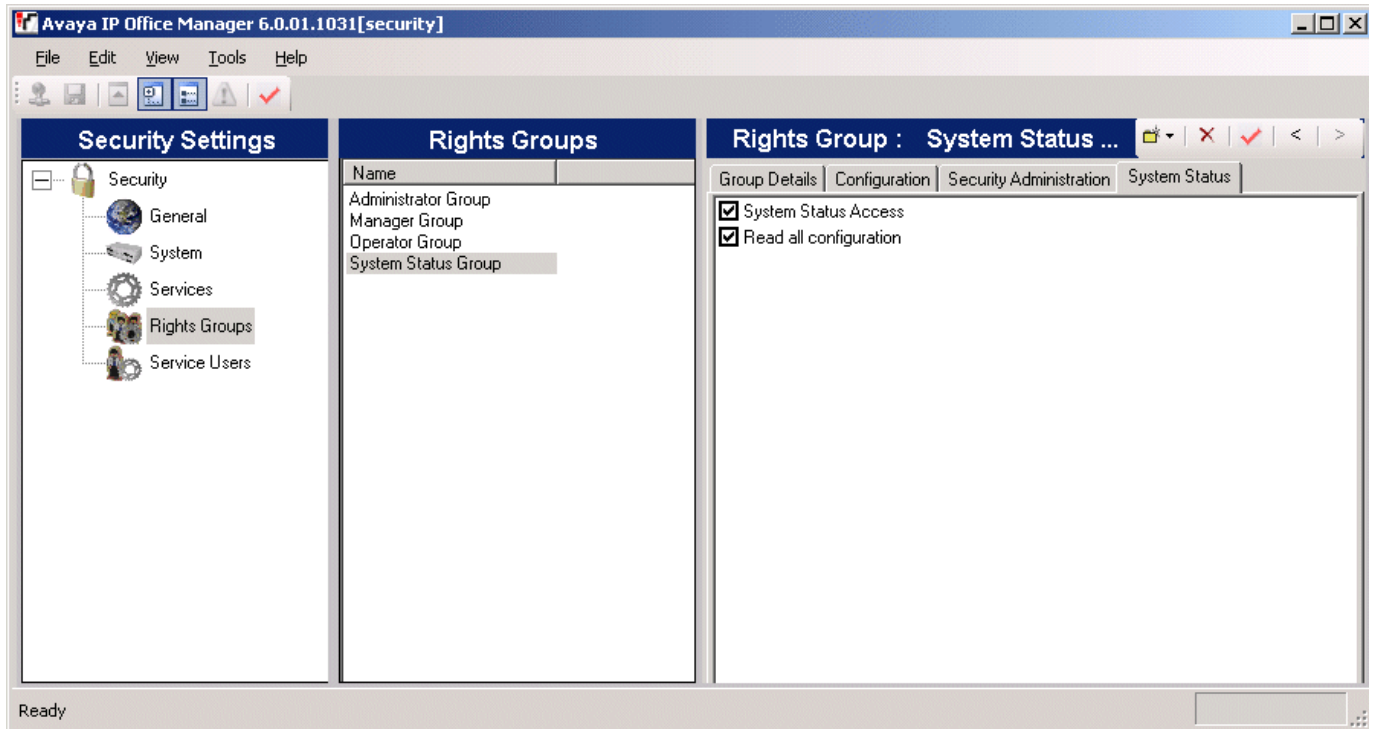 Avaya IP Office Manager 6.0.01.1031[security]
File Edit View Tools Help
Security Settings
Security
General
System
Services
Rights Groups
Service Users
Rights Groups
Name
Administrator Group
Manager Group
Operator Group
System Status Group
Rights Group : System Status ...
Group Details Configuration Security Administration System Status
System Status Access
Read all configuration
Ready